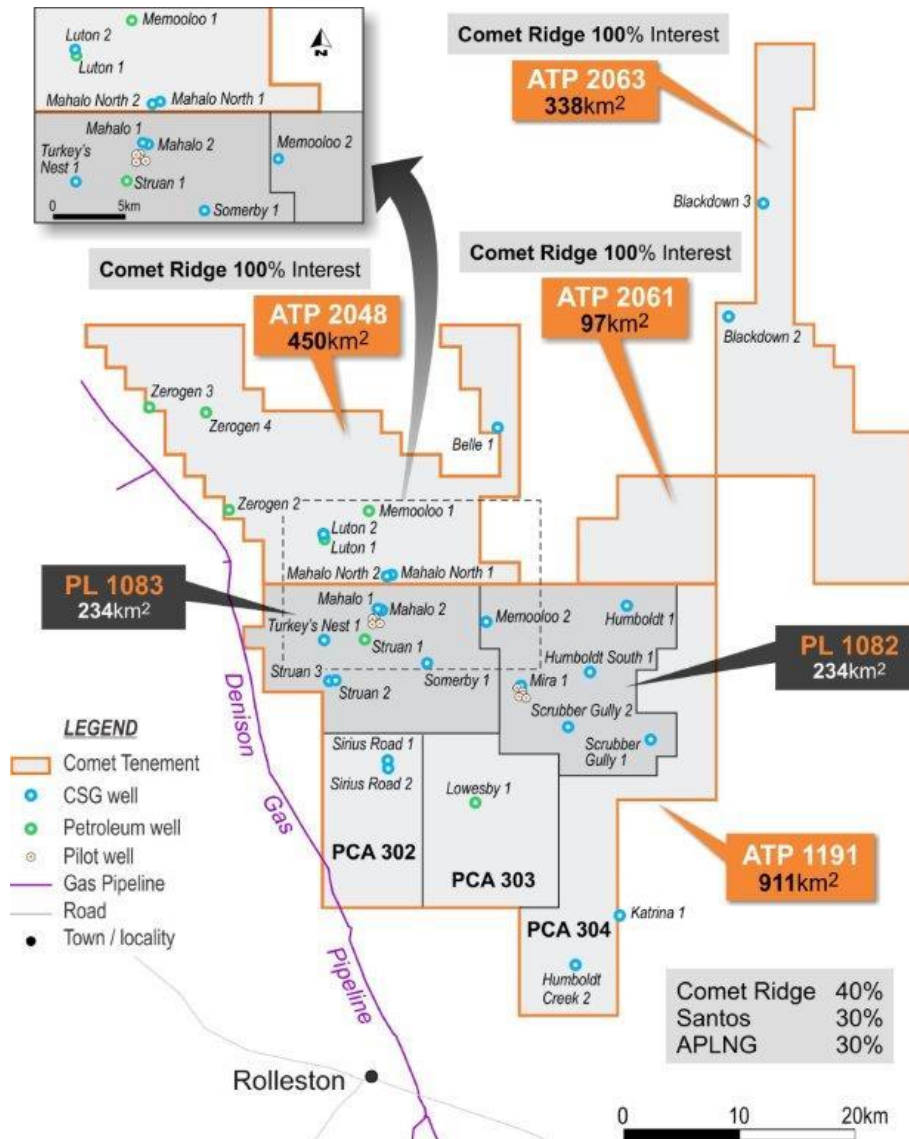 Memooloo 1
Luton 2
Luton 1
N
Mahalo North 2
Mahalo North 1
Mahalo 1
Mahalo 2
Memooloo 2
Turkey's
Nest 1
Struan 1
0 5km
Somerby 1
Comet Ridge 100% Interest
ATP 2063
338km²
Blackdown 3
Comet Ridge 100% Interest
ATP 2048
450km²
Comet Ridge 100% Interest
ATP 2061
97km²
Blackdown 2
Zerogen 3
Zerogen 4
Belle 1
Zerogen 2
Memooloo 1
Luton 2
Luton 1
Mahalo North 2
Mahalo North 1
PL 1083
234km²
Mahalo 1
Mahalo 2
Turkey's Nest 1
Struan 1
Memooloo 2
Humboldt 1
Humboldt South 1
PL 1082
234km²
Struan 3
Struan 2
Somerby 1
Mira 1
Scrubber Gully 2
Scrubber
Gully 1
Denison Gas Pipeline
Sirius Road 1
Sirius Road 2
Lowesby 1
PCA 302
PCA 303
ATP 1191
911km²
PCA 304
Katrina 1
Humboldt
Creek 2
LEGEND
Comet Tenement
CSG well
Petroleum well
Pilot well
Gas Pipeline
Road
Town / locality
Comet Ridge 40%
Santos 30%
APLNG 30%
Rolleston
0 10 20km